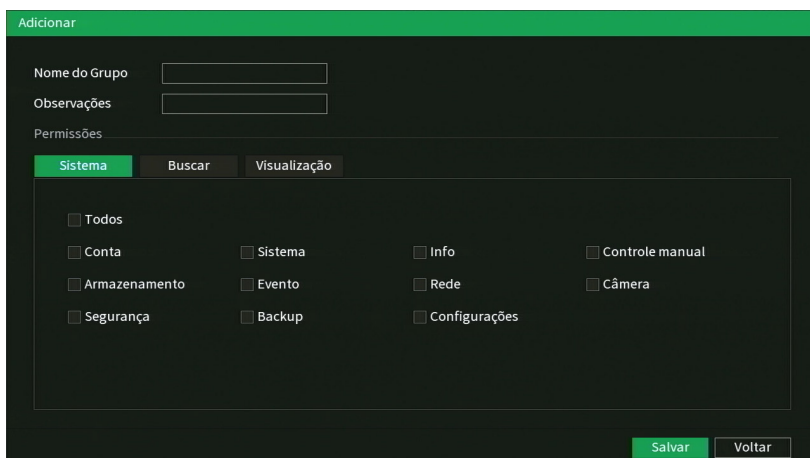 Adicionar
Nome do Grupo
Observações
Permissões
Sistema Buscar Visualização
Todos
Conta Sistema Info Controle manual
Armazenamento Evento Rede Câmera
Segurança Backup Configurações
Salvar Voltar